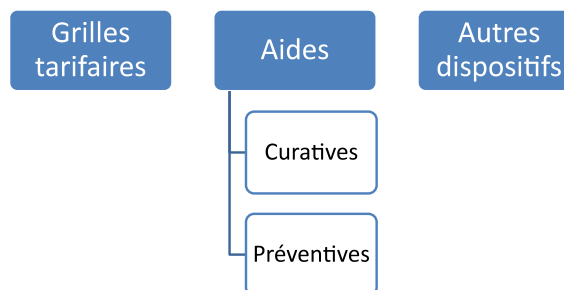 Grilles
tarifaires
Aides
Autres
dispositifs
Curatives
Préventives